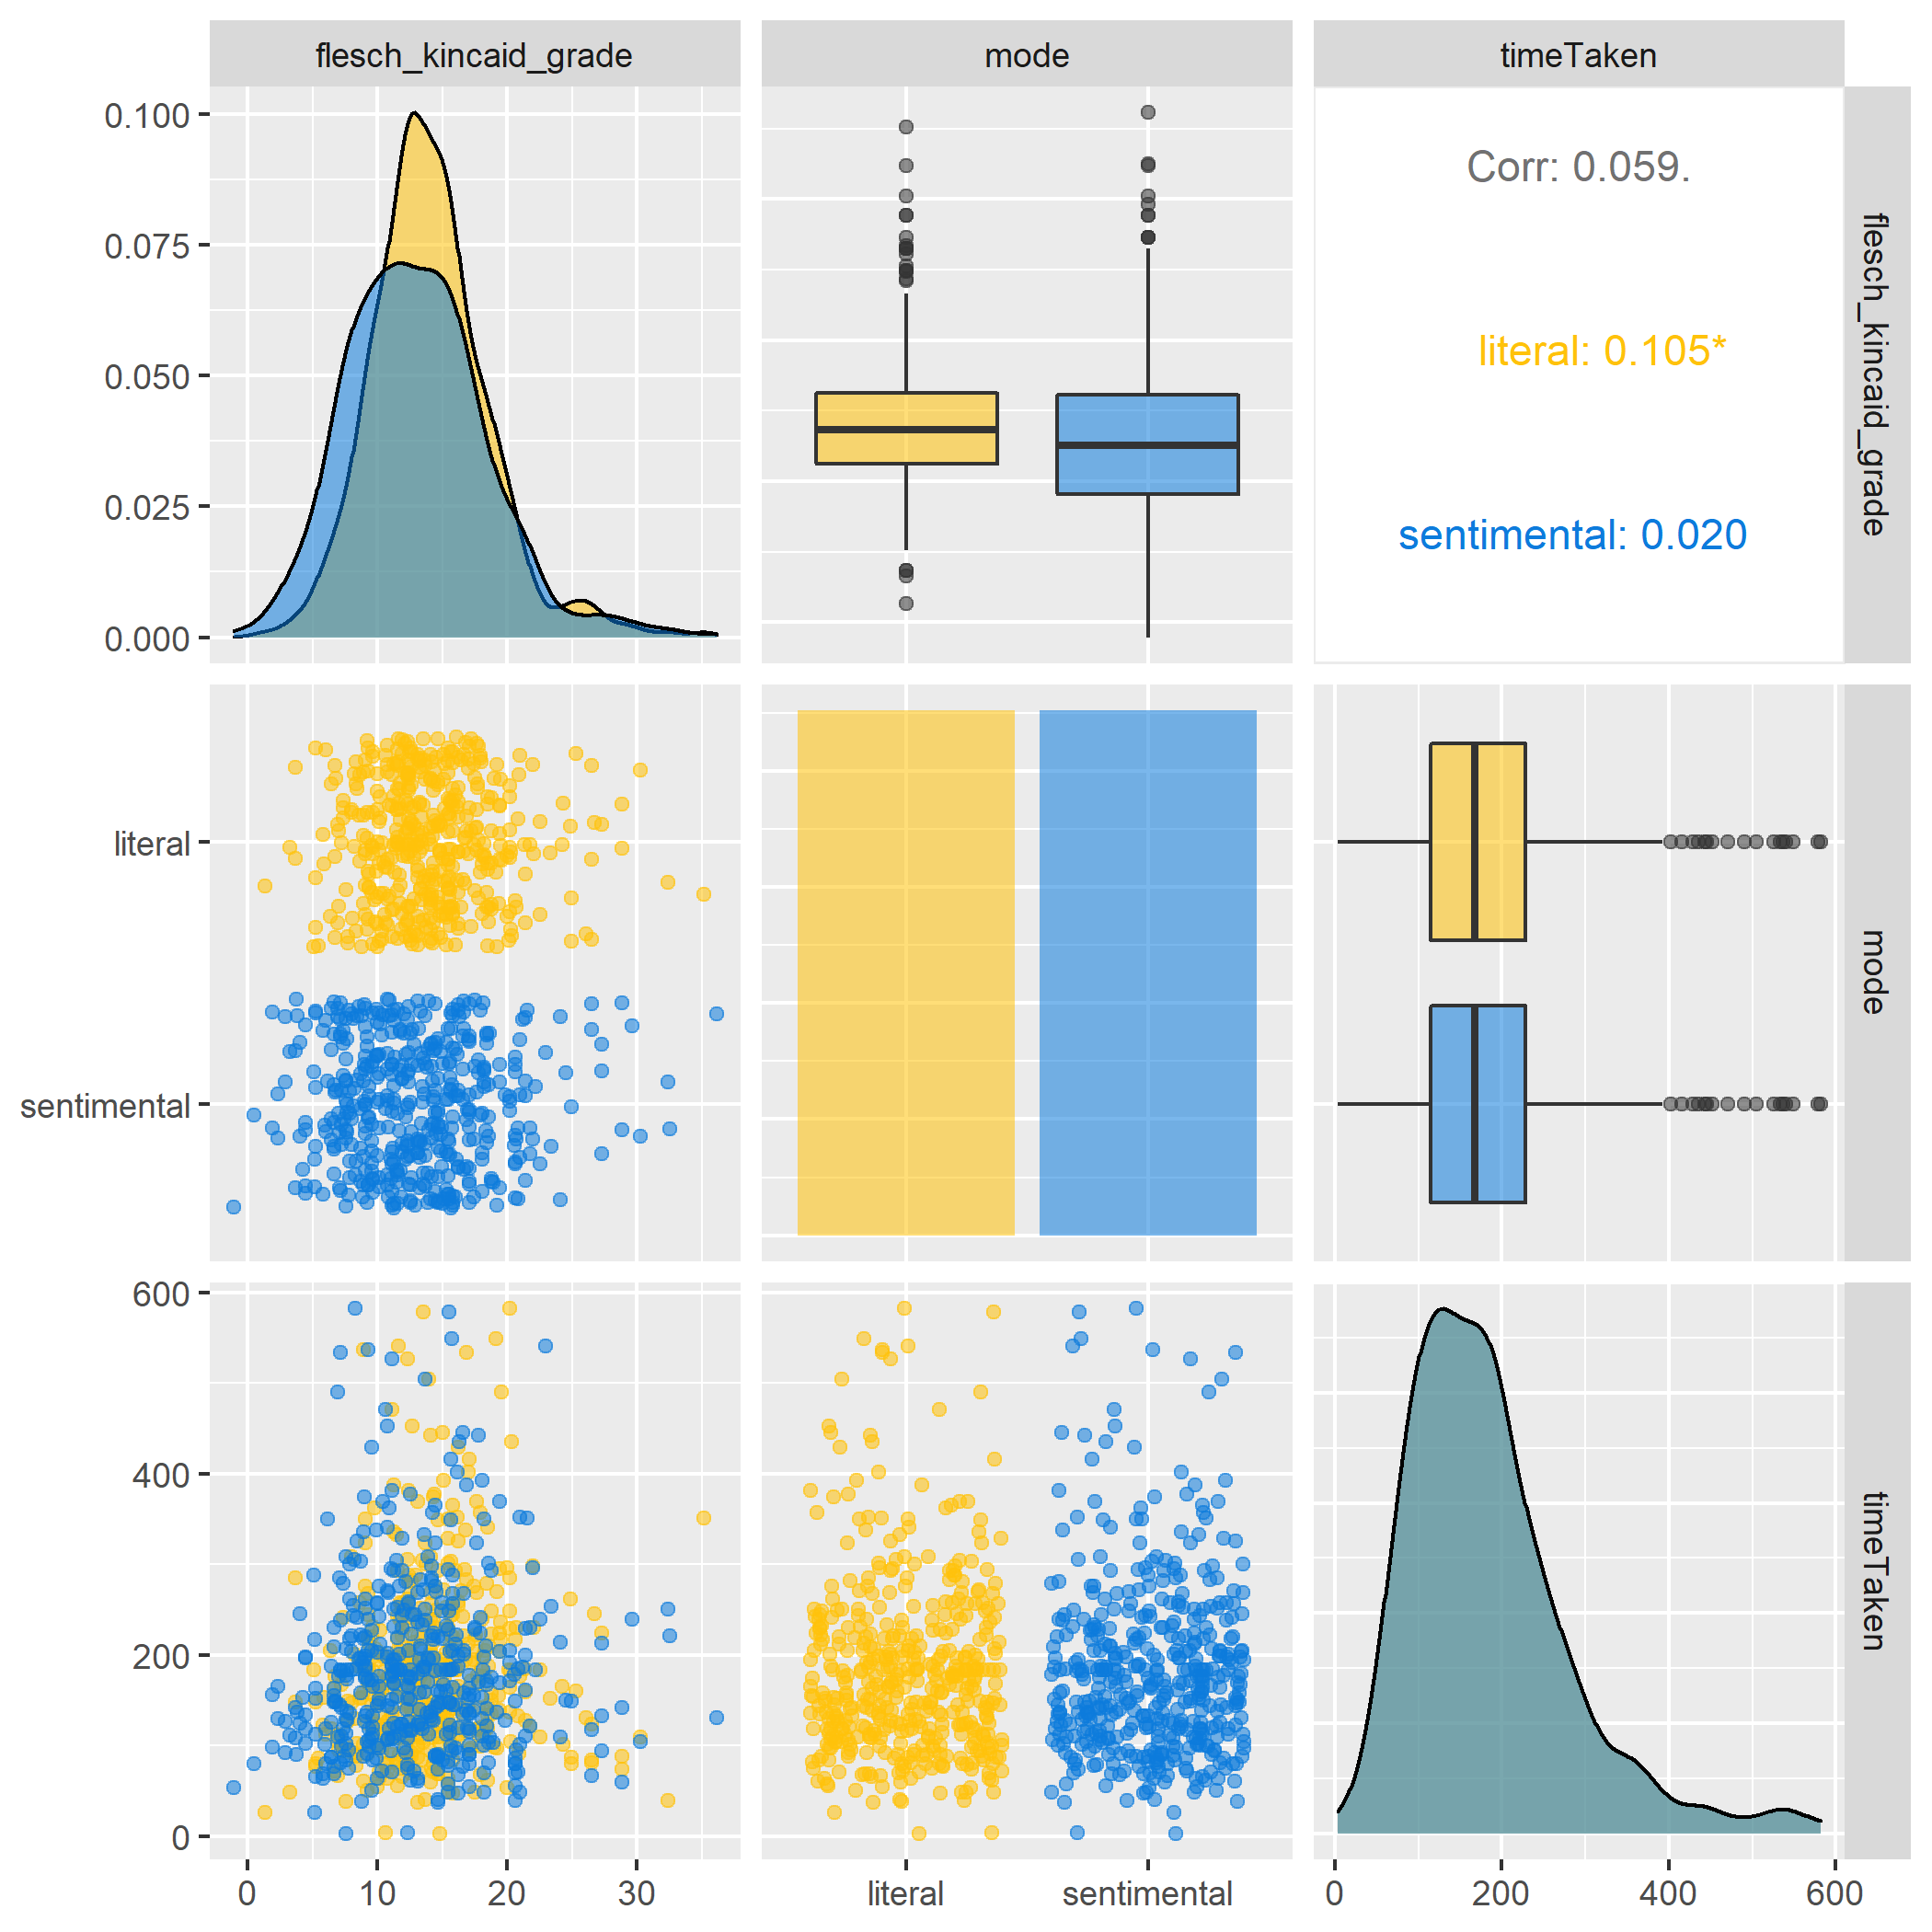 flesch_kincaid_grade
mode
timeTaken
0.100
0.075
0.050
0.025
0.000
Corr: 0.059.
literal: 0.105*
sentimental: 0.020
flesch_kincaid_grade
literal
sentimental
mode
600
400
200
0
timeTaken
0 10 20 30
literal sentimental
0 200 400 600